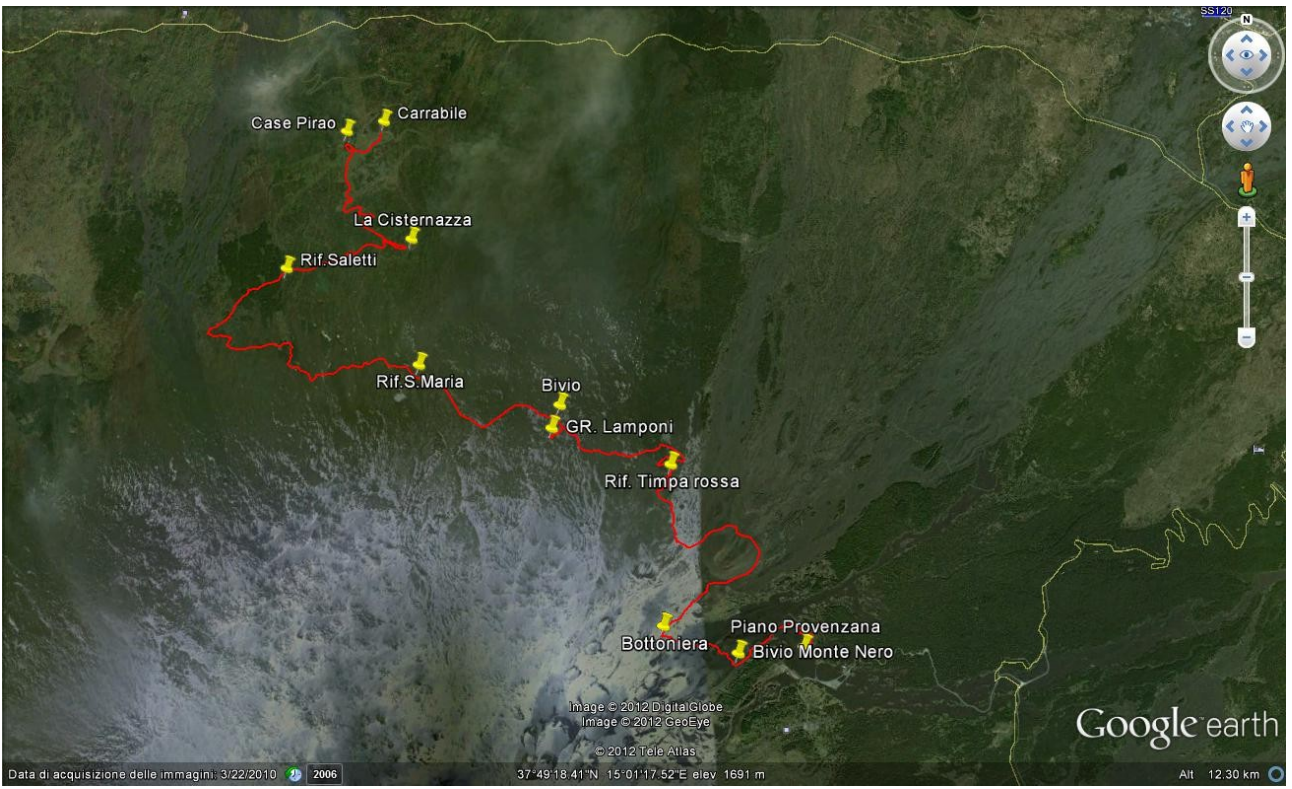 SS120
N
Carrabile
Case Pirao
La Cisternazza
Rif.Saletti
Rif.S.Maria
Bivio
GR. Lamponi
Rif. Timpa rossa
Piano Provenzana
Bottoniera
Bivio Monte Nero
Image © 2012 DigitalGlobe
Image © 2012 GeoEye
© 2012 Tele Atlas
Google earth
Data di acquisizione delle immagini: 3/22/2010
2006
37°49'18.41"N 15°01'17.52"E elev 1691 m
Alt 12.30 km